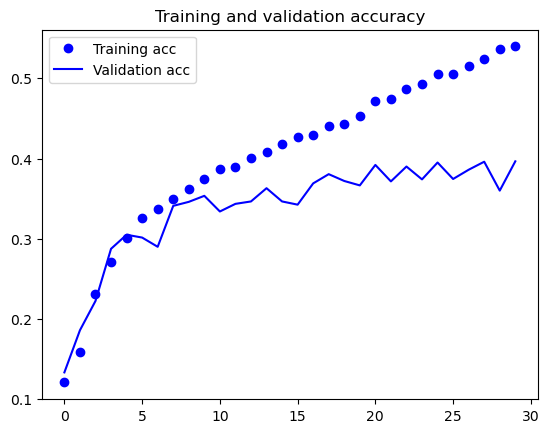 Training and validation accuracy
Training acc
Validation acc
0.5
0.4
0.3
0.2
0.1
0 5 10 15 20 25 30